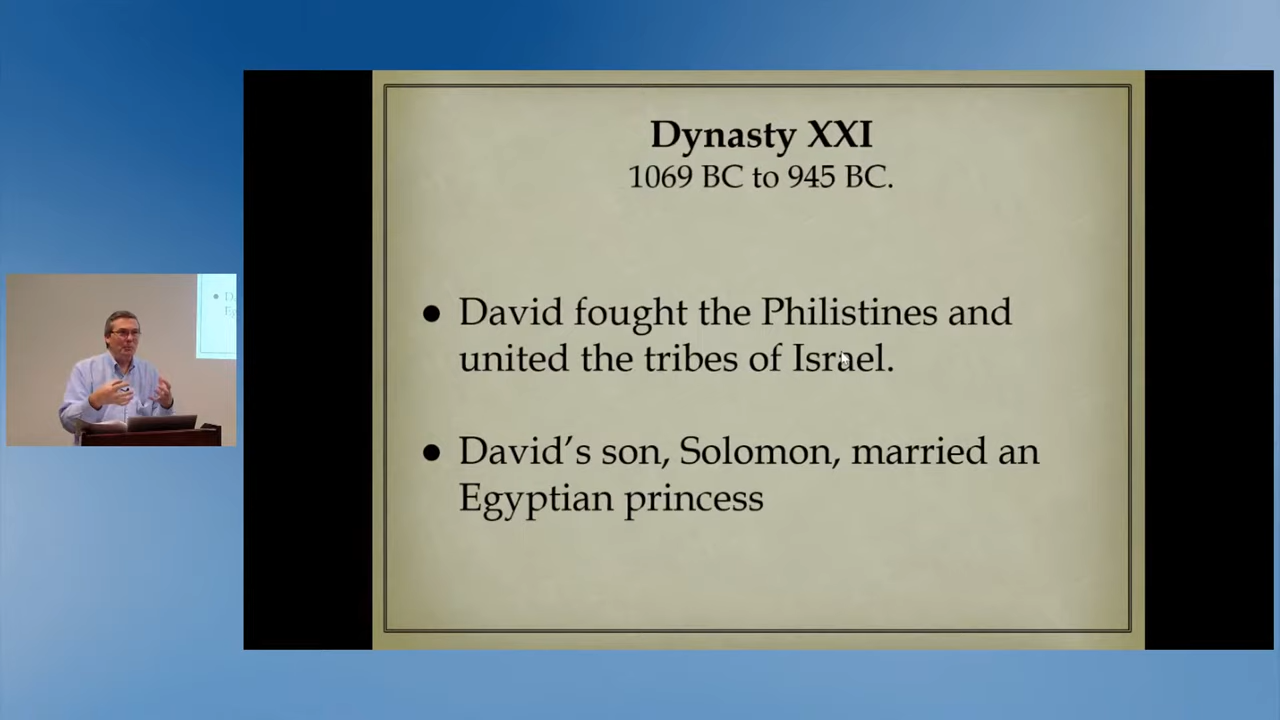 Dynasty XXI
1069 BC to 945 BC.
● David fought the Philistines and
united the tribes of Israel.
● David's son, Solomon, married an
Egyptian princess
● D
Eg